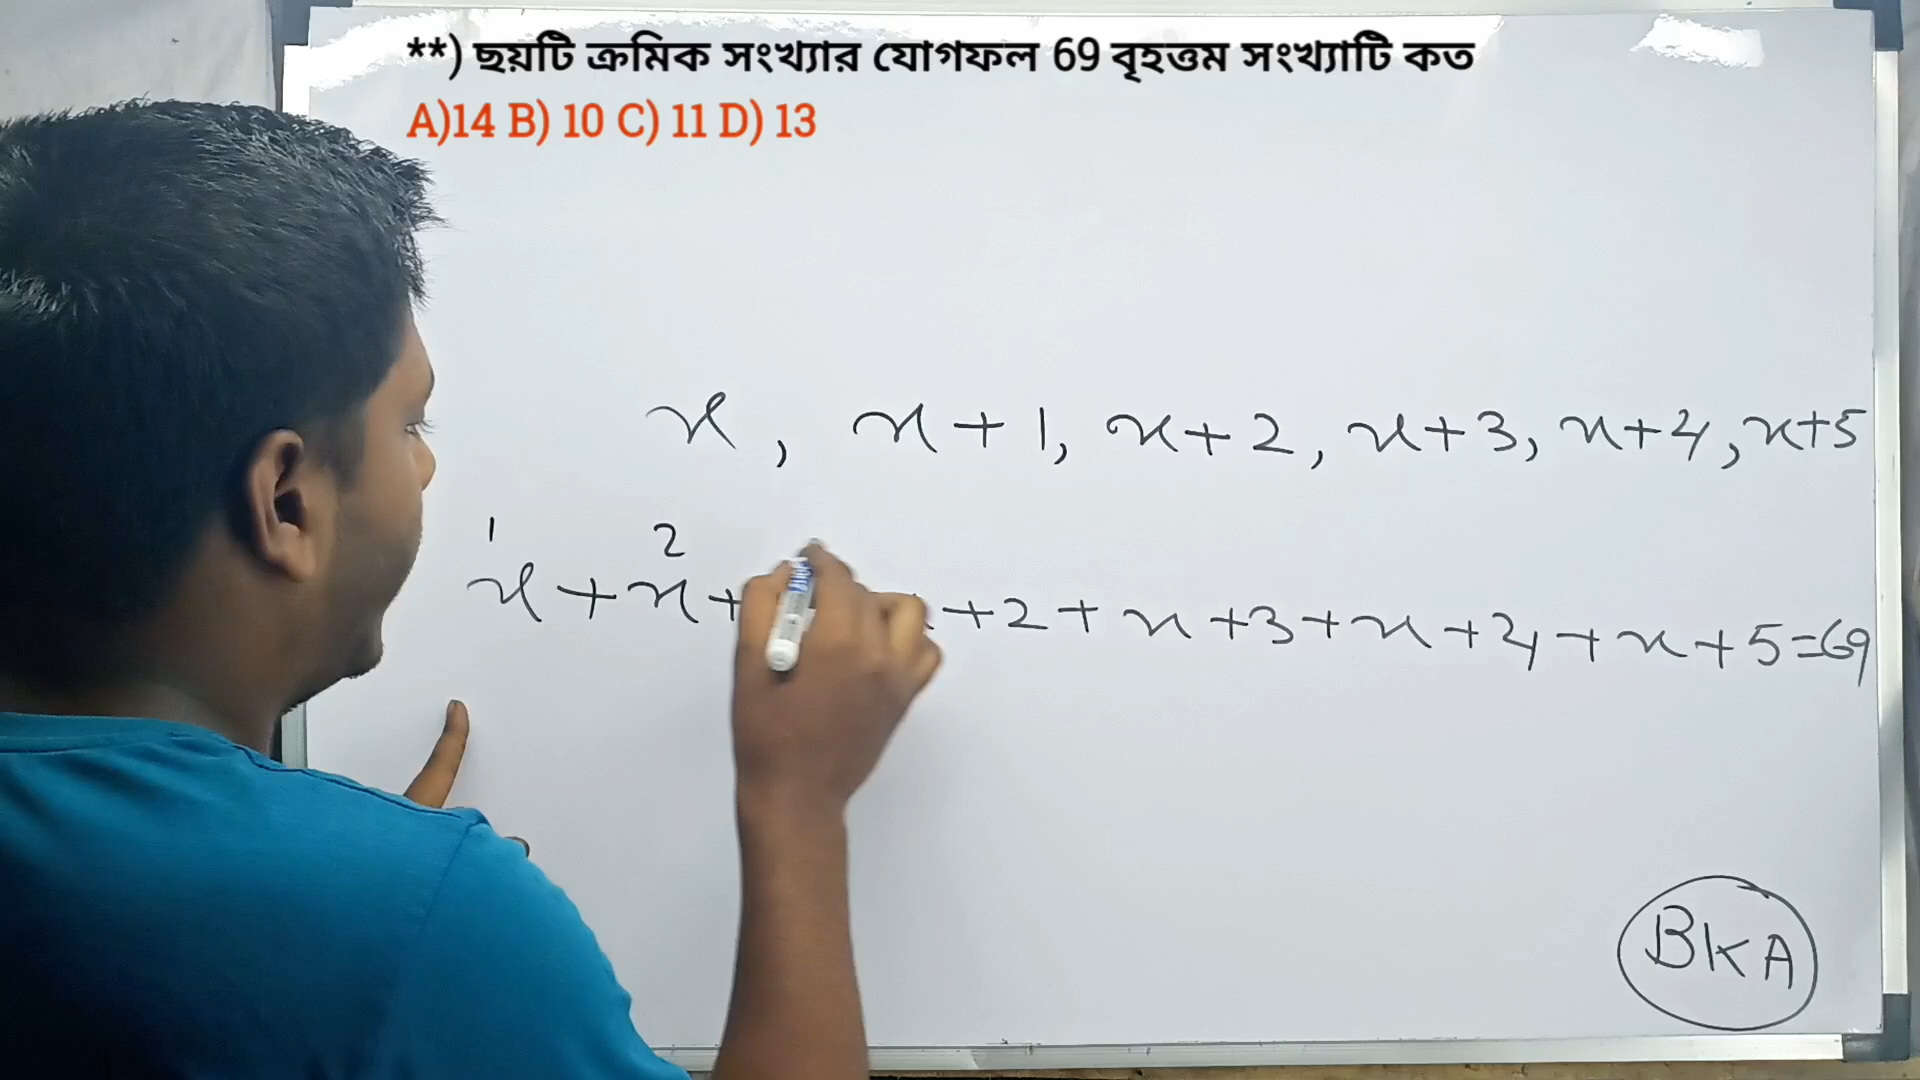 **) ছয়টি ক্রমিক সংখ্যার যোগফল 69 বৃহত্তম সংখ্যাটি কত
A)14 B) 10 C) 11 D) 13
x, x+1, x+2, x+3, x+4, x+5
1 2
x+x+ +2+x+3+x+4+x+5=69
BKA